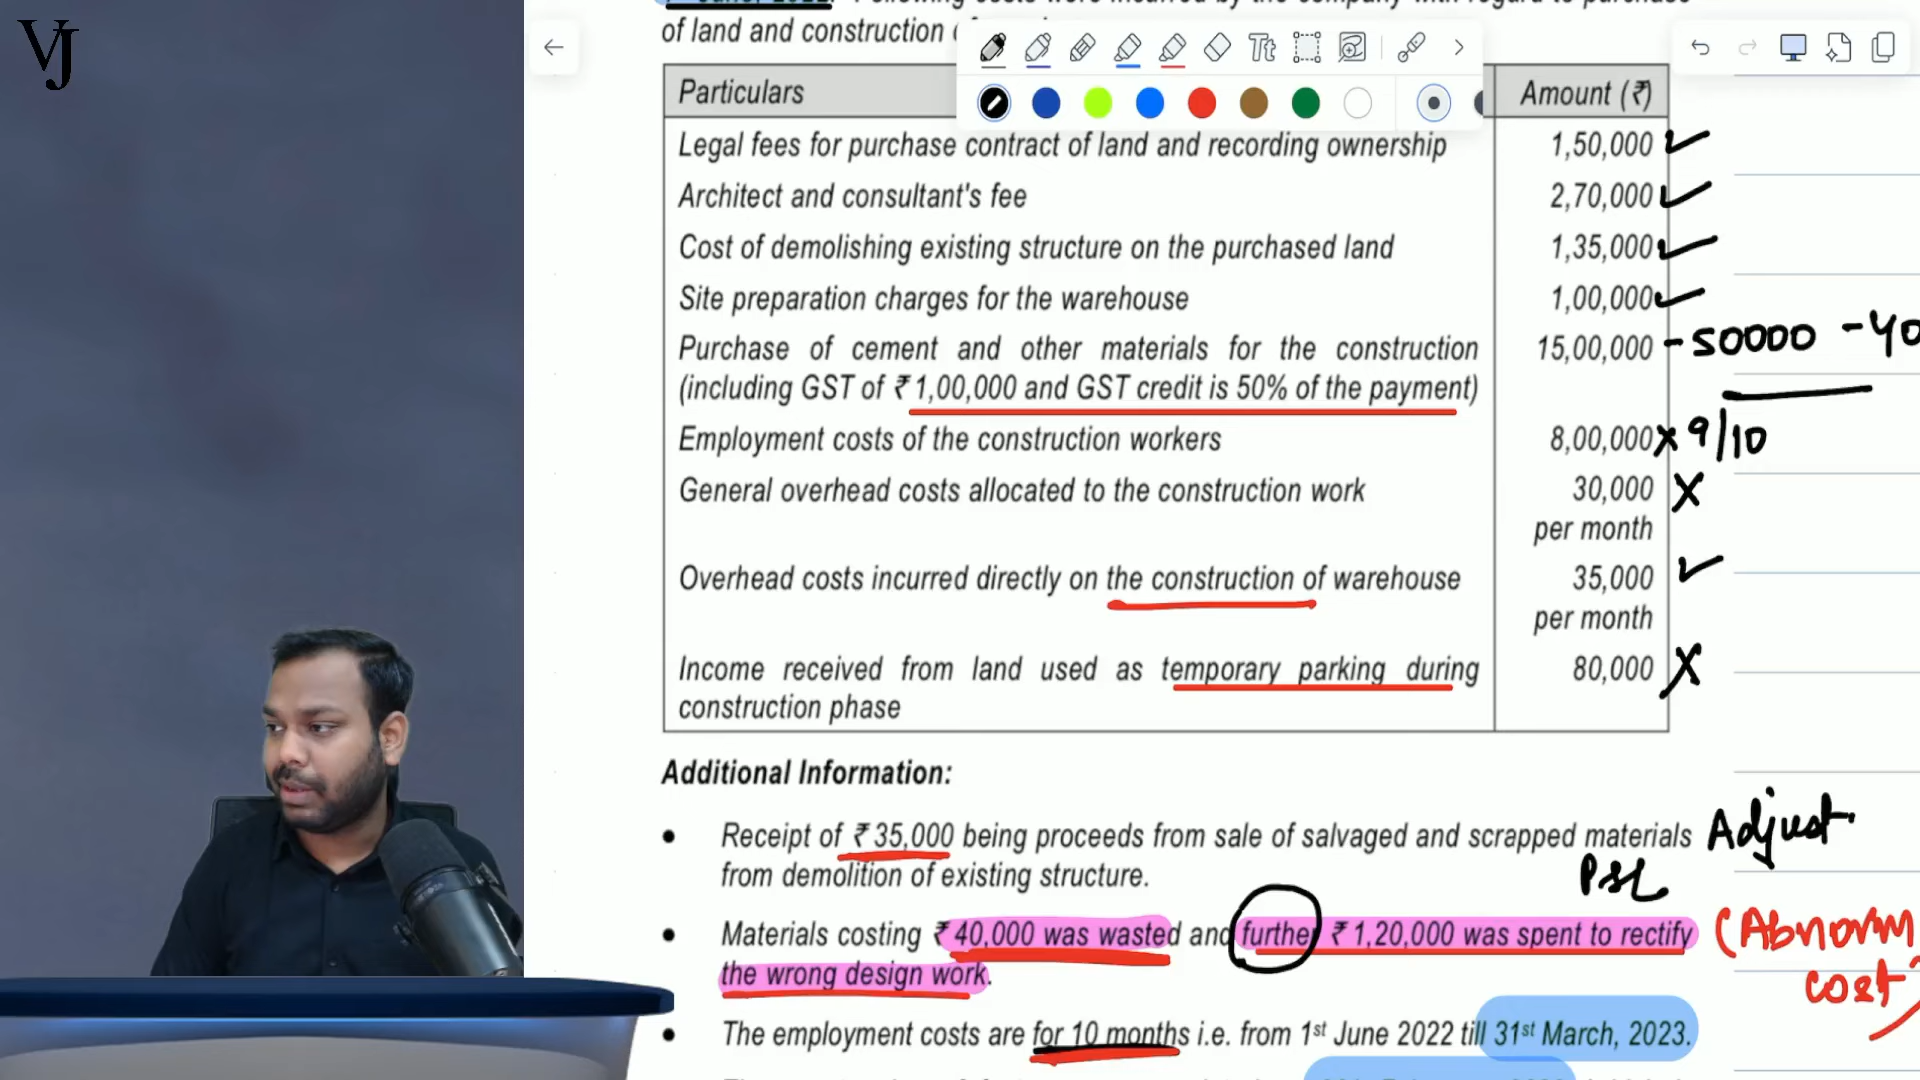 VJ
of land and construction
Tt
Particulars
Amount (₹)
Legal fees for purchase contract of land and recording ownership
1,50,000
Architect and consultant's fee
2,70,000
Cost of demolishing existing structure on the purchased land
1,35,000
Site preparation charges for the warehouse
1,00,000
Purchase of cement and other materials for the construction
(including GST of ₹ 1,00,000 and GST credit is 50% of the payment)
15,00,000
- 50000 - 40
Employment costs of the construction workers
8,00,000
x 9/10
General overhead costs allocated to the construction work
30,000
per month
X
Overhead costs incurred directly on the construction of warehouse
35,000
per month
Income received from land used as temporary parking during
construction phase
80,000
X
Additional Information:
• Receipt of ₹ 35,000 being proceeds from sale of salvaged and scrapped materials
from demolition of existing structure.
Adjust.
P&L
• Materials costing ₹ 40,000 was wasted and further ₹ 1,20,000 was spent to rectify
the wrong design work.
(Abnorm
cost)
• The employment costs are for 10 months i.e. from 1st June 2022 till 31st March, 2023.